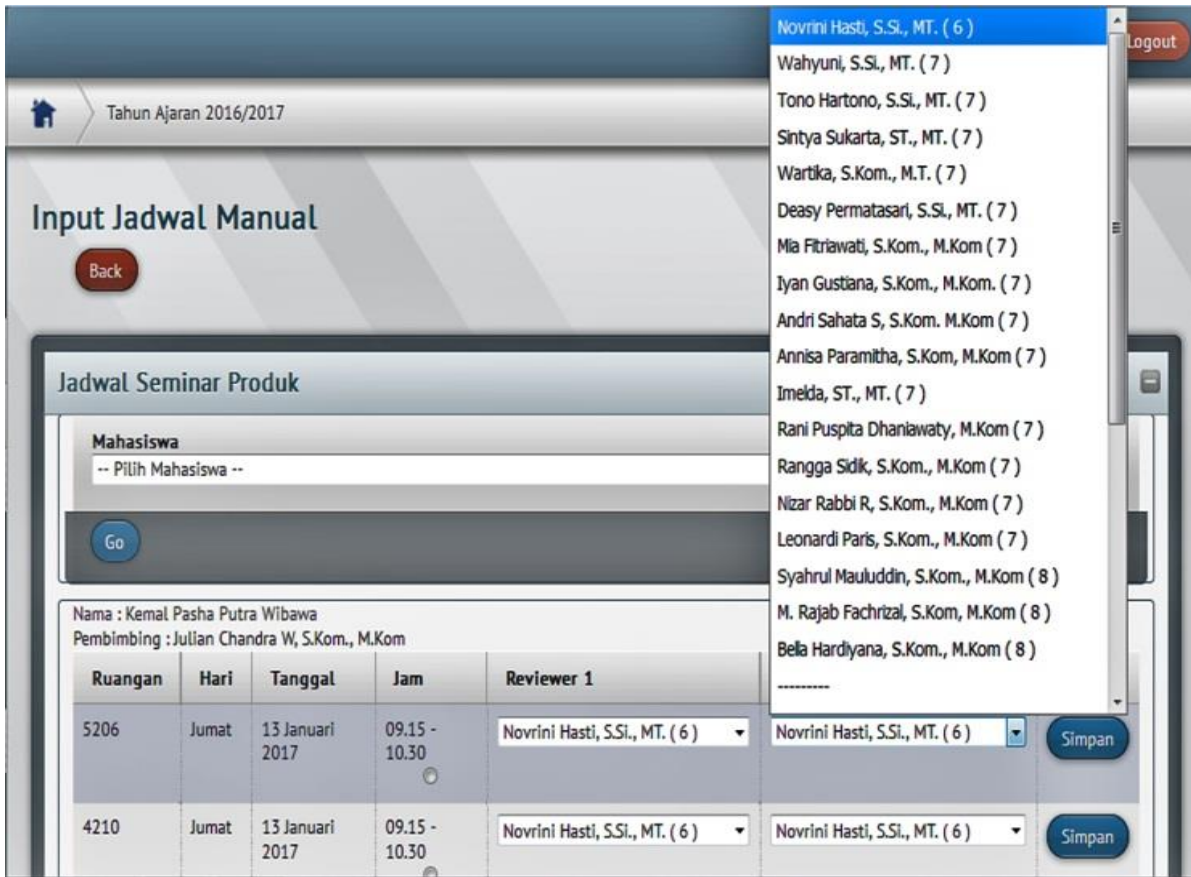 Logout
Tahun Ajaran 2016/2017
Input Jadwal Manual
Back
Jadwal Seminar Produk
Mahasiswa
-- Pilih Mahasiswa --
Go
Novrini Hasti, S.Si., MT. ( 6 )
Wahyuni, S.Si., MT. ( 7 )
Tono Hartono, S.Si., MT. ( 7 )
Sintya Sukarta, ST., MT. ( 7 )
Wartika, S.Kom., M.T. ( 7 )
Deasy Permatasari, S.Si., MT. ( 7 )
Mia Fitriawati, S.Kom., M.Kom ( 7 )
Iyan Gustiana, S.Kom., M.Kom. ( 7 )
Andri Sahata S, S.Kom. M.Kom ( 7 )
Annisa Paramitha, S.Kom, M.Kom ( 7 )
Imelda, ST., MT. ( 7 )
Rani Puspita Dhaniawaty, M.Kom ( 7 )
Rangga Sidik, S.Kom., M.Kom ( 7 )
Nizar Rabbi R, S.Kom., M.Kom ( 7 )
Leonardi Paris, S.Kom., M.Kom ( 7 )
Syahrul Mauluddin, S.Kom., M.Kom ( 8 )
M. Rajab Fachrizal, S.Kom, M.Kom ( 8 )
Bella Hardiyana, S.Kom., M.Kom ( 8 )
---------
Nama : Kemal Pasha Putra Wibawa
Pembimbing : Julian Chandra W, S.Kom., M.Kom
Ruangan Hari Tanggal Jam Reviewer 1
5206 Jumat 13 Januari 09.15 - Novrini Hasti, S.Si., MT. ( 6 ) Novrini Hasti, S.Si., MT. ( 6 ) Simpan
2017 10.30
4210 Jumat 13 Januari 09.15 - Novrini Hasti, S.Si., MT. ( 6 ) Novrini Hasti, S.Si., MT. ( 6 ) Simpan
2017 10.30